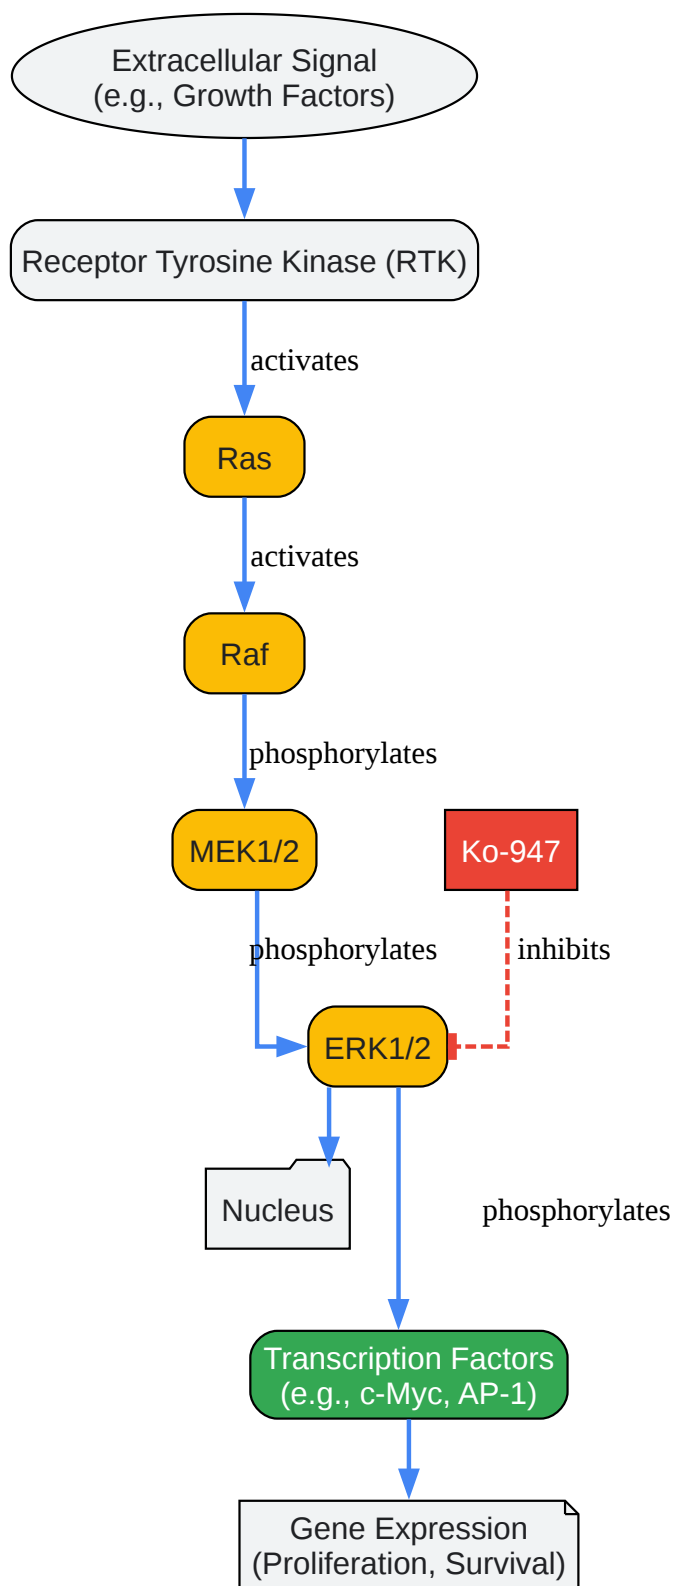 Extracellular Signal
(e.g., Growth Factors)
Receptor Tyrosine Kinase (RTK)
activates
Ras
activates
Raf
phosphorylates
MEK1/2
Ko-947
phosphorylates
inhibits
ERK1/2
Nucleus
phosphorylates
Transcription Factors
(e.g., c-Myc, AP-1)
Gene Expression
(Proliferation, Survival)